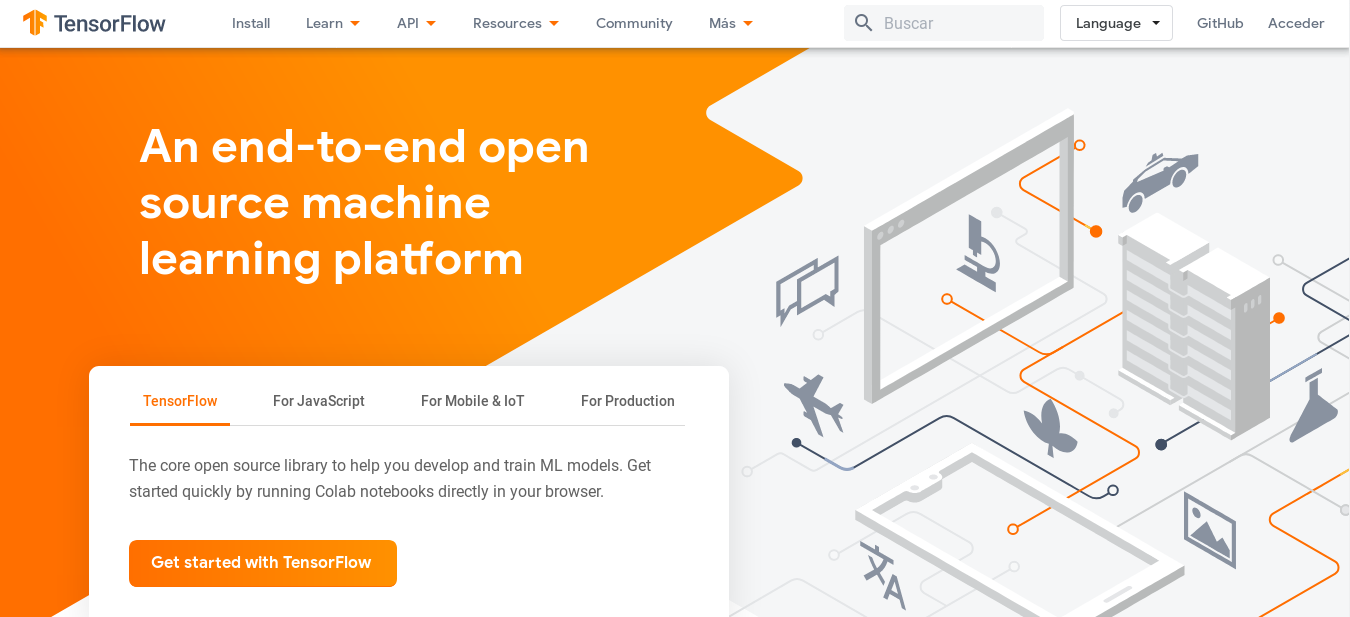 TensorFlow Install Learn API Resources Community Más Buscar Language GitHub Acceder
An end-to-end open
source machine
learning platform
TensorFlow For JavaScript For Mobile & IoT For Production
The core open source library to help you develop and train ML models. Get
started quickly by running Colab notebooks directly in your browser.
Get started with TensorFlow